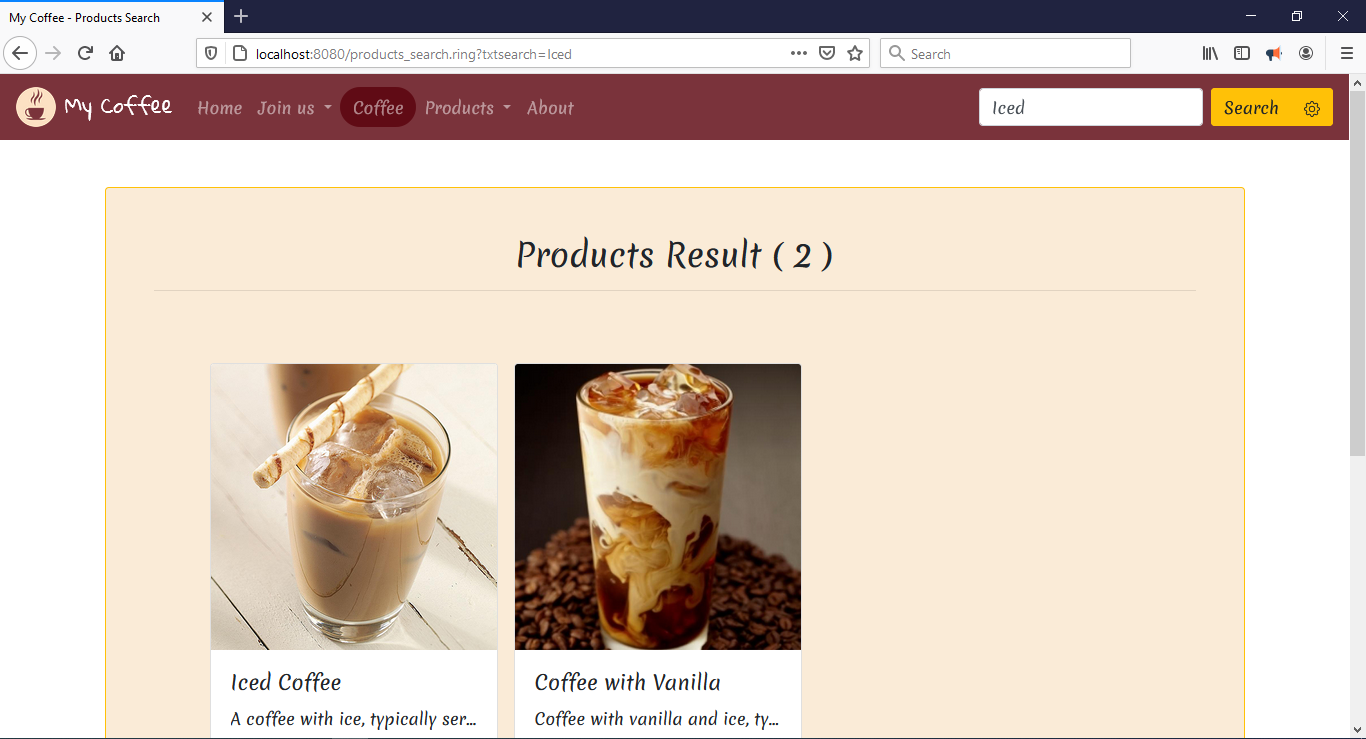 My Coffee - Products Search
localhost:8080/products_search.ring?txtsearch=Iced
Search
My Coffee
Home
Join us
Coffee
Products
About
Iced
Search
Products Result ( 2 )
Iced Coffee
A coffee with ice, typically ser...
Coffee with Vanilla
Coffee with vanilla and ice, ty...